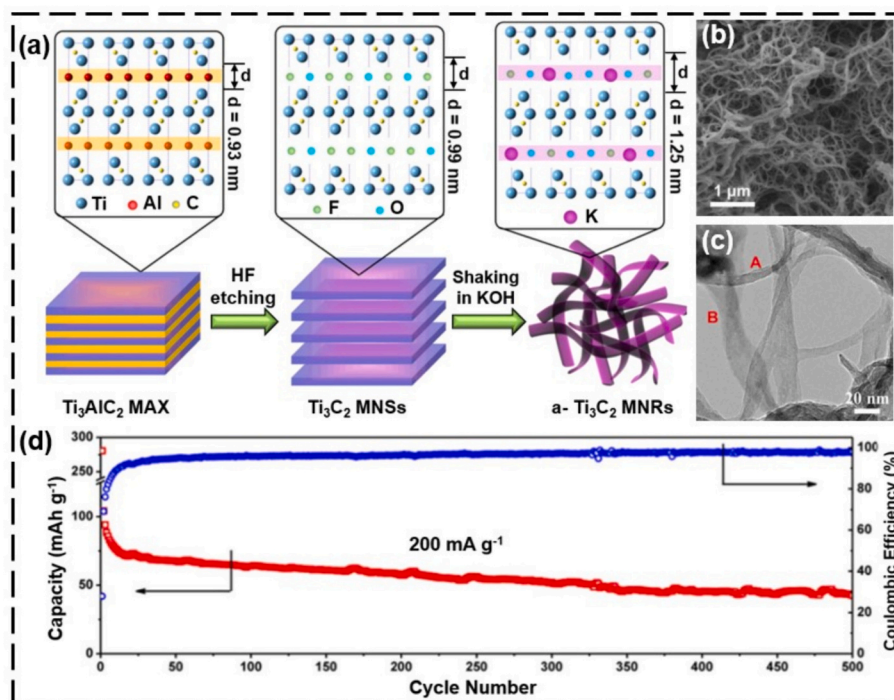 (a)
d
d = 0.93 nm
Ti Al C
d
d = 0.99 nm
F O
d
d = 1.25 nm
K
HF
etching
Shaking
in KOH
Ti₃AlC₂ MAX
Ti₃C₂ MNSs
a- Ti₃C₂ MNRs
(b)
1 μm
(c)
A
B
20 nm
(d)
300
250
100
50
0
Capacity (mAh g⁻¹)
200 mA g⁻¹
100
80
60
40
20
0
Coulombic Efficiency (%)
0 50 100 150 200 250 300 350 400 450 500
Cycle Number